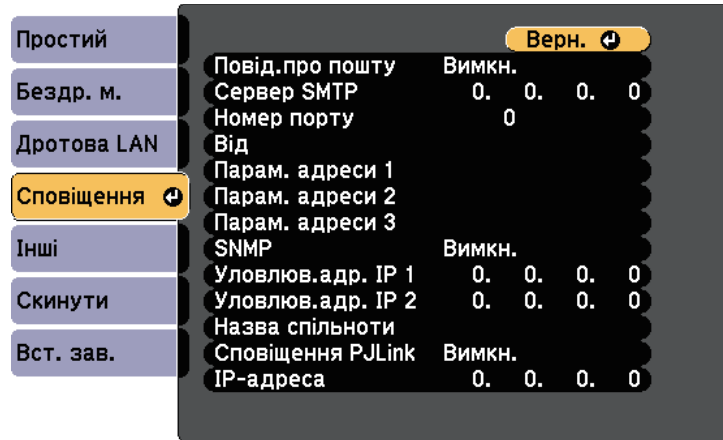 Простий
Бездр. м.
Дротова LAN
Сповіщення
Інші
Скинути
Вст. зав.
Верн.
Повід.про пошту Вимкн.
Сервер SMTP 0. 0. 0. 0
Номер порту 0
Від
Парам. адреси 1
Парам. адреси 2
Парам. адреси 3
SNMP Вимкн.
Уловлюв.адр. IP 1 0. 0. 0. 0
Уловлюв.адр. IP 2 0. 0. 0. 0
Назва спільноти
Сповіщення PJLink Вимкн.
IP-адреса 0. 0. 0. 0